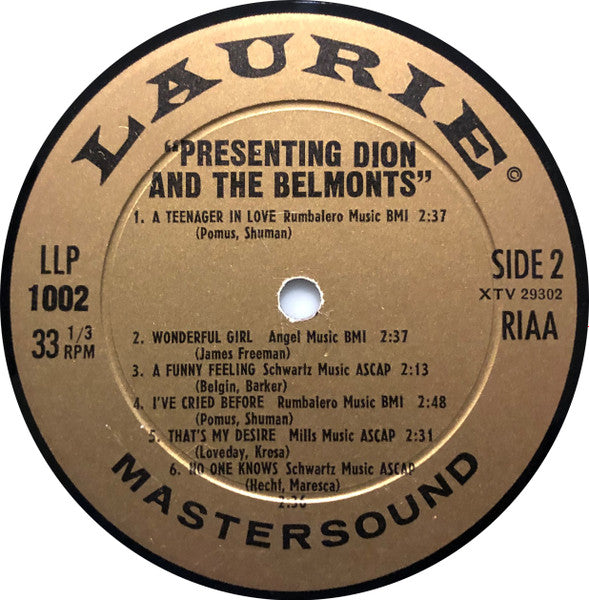 LAURIE
©
"PRESENTING DION
AND THE BELMONTS"
1. A TEENAGER IN LOVE Rumbalero Music BMI 2:37
(Pomus, Shuman)
LLP
1002
33 1/3
RPM
SIDE 2
XTV 29302
RIAA
2. WONDERFUL GIRL Angel Music BMI 2:37
(James Freeman)
3. A FUNNY FEELING Schwartz Music ASCAP 2:13
(Belgin, Barker)
4. I'VE CRIED BEFORE Rumbalero Music BMI 2:48
(Pomus, Shuman)
5. THAT'S MY DESIRE Mills Music ASCAP 2:31
(Loveday, Kresa)
6. NO ONE KNOWS Schwartz Music ASCAP
(Hecht, Maresca)
2:36
MASTERSOUND